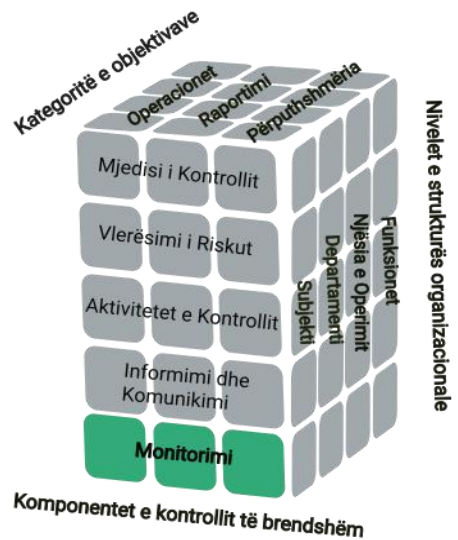 Kategoritë e objektivave
Operacionet
Raportimi
Përputhshmëria
Mjedisi i Kontrollit
Vlerësimi i Riskut
Aktivitetet e Kontrollit
Informimi dhe
Komunikimi
Monitorimi
Subjekti
Departamenti
Njësia e Operimit
Funksionet
Nivelet e strukturës organizacionale
Komponentet e kontrollit të brendshëm